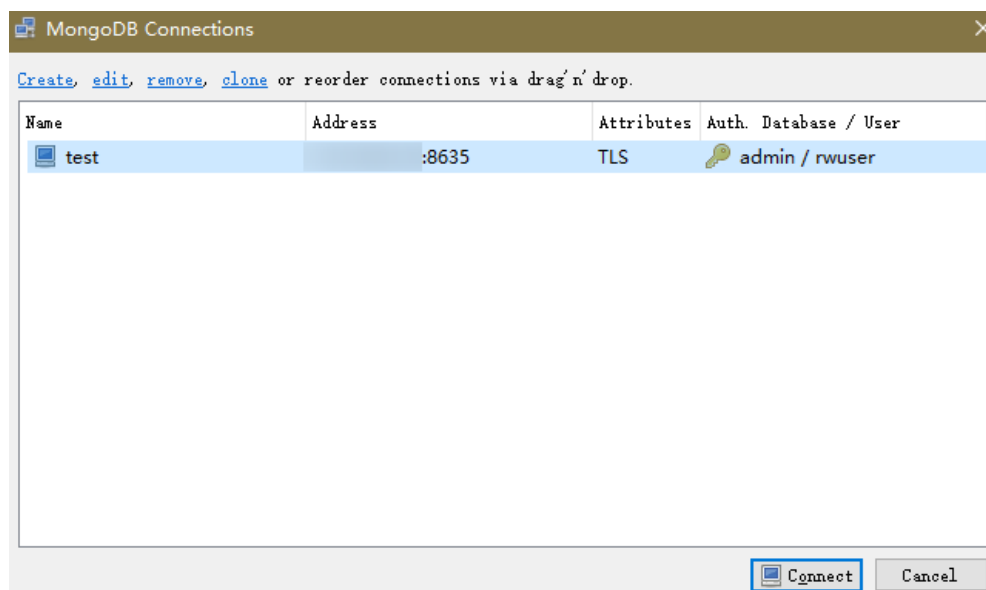 MongoDB Connections
Create, edit, remove, clone or reorder connections via drag'n'drop.
Name Address Attributes Auth. Database / User
test :8635 TLS admin / rwuser
Connect Cancel